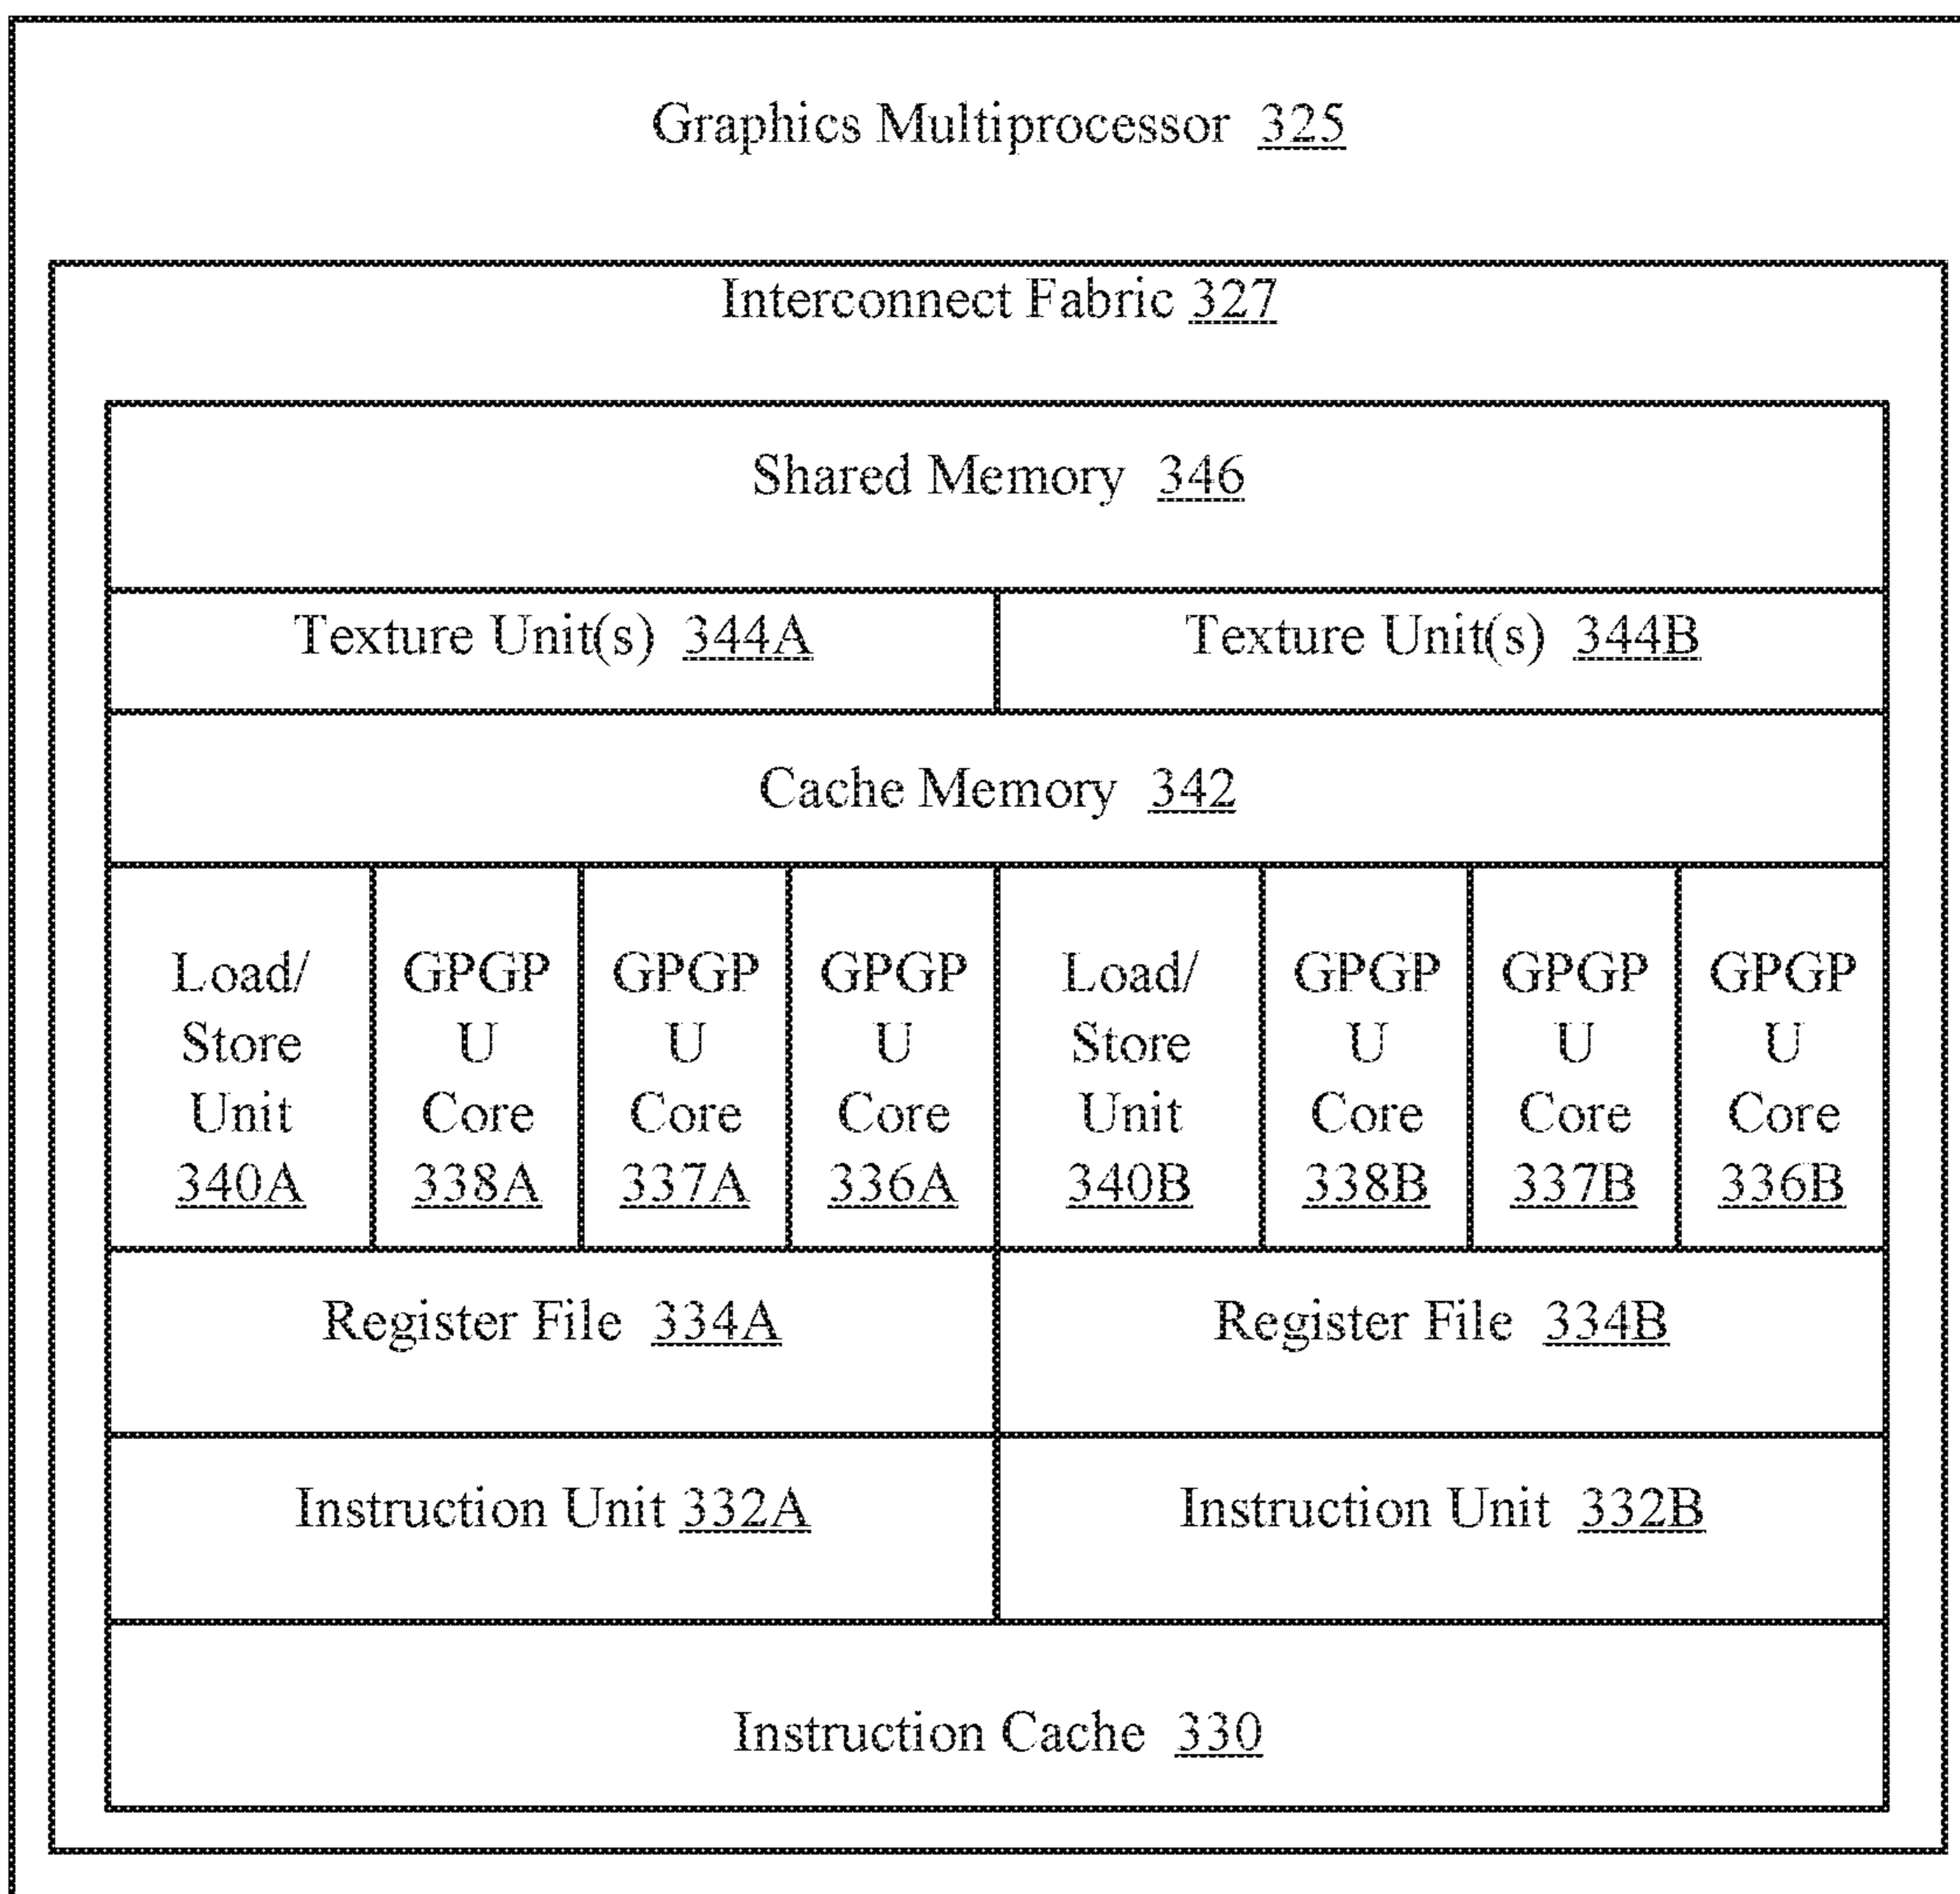 Graphics Multiprocessor 325
Interconnect Fabric 327
Shared Memory 346
Texture Unit(s) 344A
Texture Unit(s) 344B
Cache Memory 342
Load/
Store
Unit
340A
GPGP
U
Core
338A
GPGP
U
Core
337A
GPGP
U
Core
336A
Load/
Store
Unit
340B
GPGP
U
Core
338B
GPGP
U
Core
337B
GPGP
U
Core
336B
Register File 334A
Register File 334B
Instruction Unit 332A
Instruction Unit 332B
Instruction Cache 330